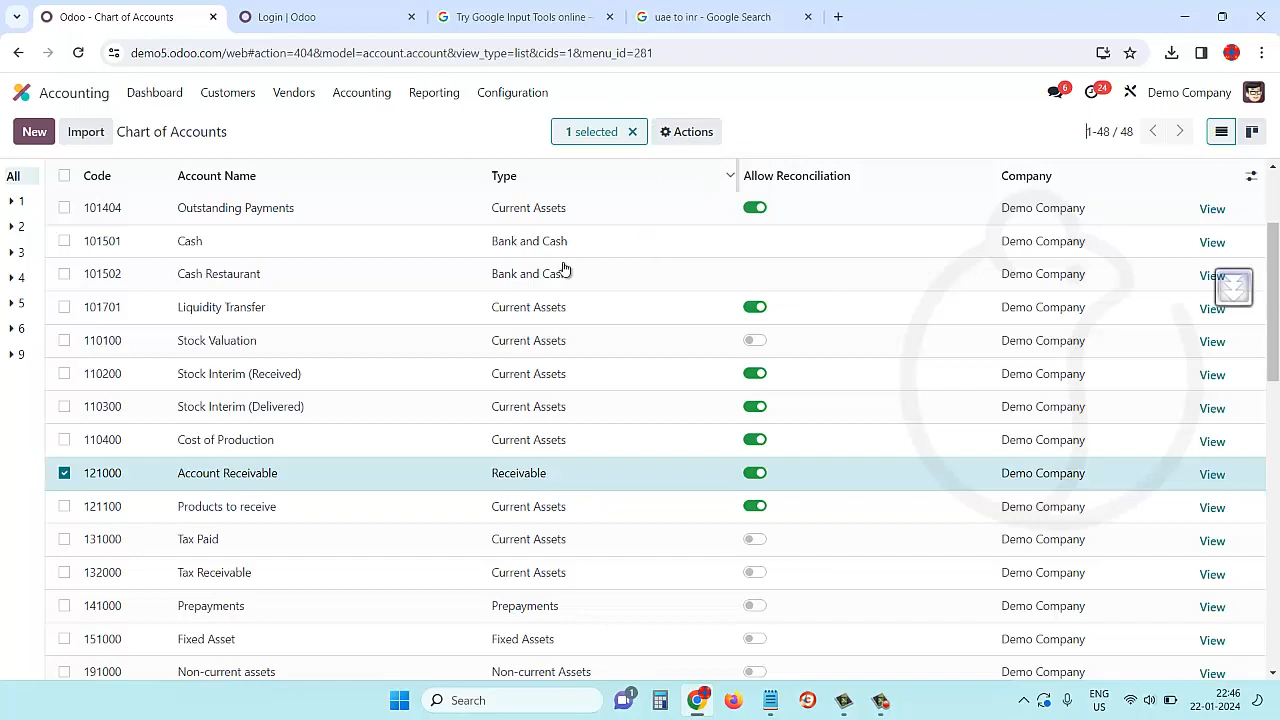 Odoo - Chart of Accounts
Login | Odoo
Try Google Input Tools online –
uae to inr - Google Search
demo5.odoo.com/web#action=404&model=account.account&view_type=list&cids=1&menu_id=281
Accounting Dashboard Customers Vendors Accounting Reporting Configuration 6 24 Demo Company
New Import Chart of Accounts 1 selected Actions 1-48 / 48
All Code Account Name Type Allow Reconciliation Company
101404 Outstanding Payments Current Assets Demo Company View
1
101501 Cash Bank and Cash Demo Company View
2
3
101502 Cash Restaurant Bank and Cash Demo Company View
4
101701 Liquidity Transfer Current Assets Demo Company View
5
6
110100 Stock Valuation Current Assets Demo Company View
9
110200 Stock Interim (Received) Current Assets Demo Company View
110300 Stock Interim (Delivered) Current Assets Demo Company View
110400 Cost of Production Current Assets Demo Company View
121000 Account Receivable Receivable Demo Company View
121100 Products to receive Current Assets Demo Company View
131000 Tax Paid Current Assets Demo Company View
132000 Tax Receivable Current Assets Demo Company View
141000 Prepayments Prepayments Demo Company View
151000 Fixed Asset Fixed Assets Demo Company View
191000 Non-current assets Non-current Assets Demo Company View
Search 1 ENG US 22:46 22-01-2024